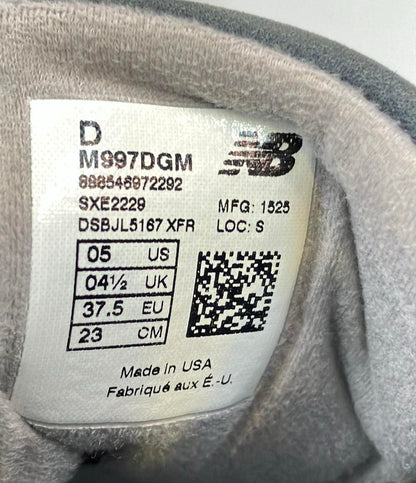 D
M997DGM
888546972292
SXE2229
MFG: 1525
DSBJL5167 XFR
LOC: S
05 US
04½ UK
37.5 EU
23 CM
Made in USA
Fabriqué aux É.-U.